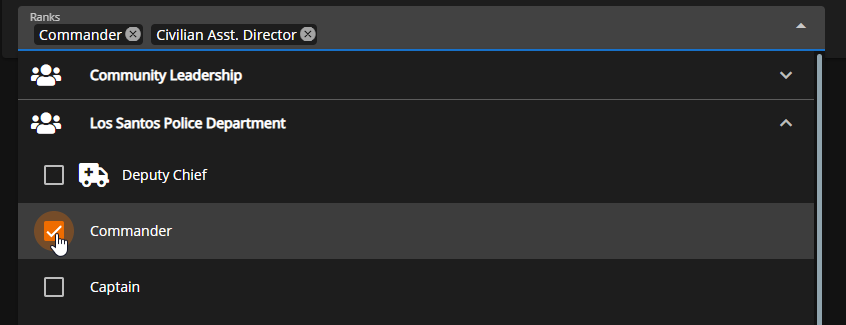 Ranks
Commander Civilian Asst. Director
Community Leadership
Los Santos Police Department
Deputy Chief
Commander
Captain